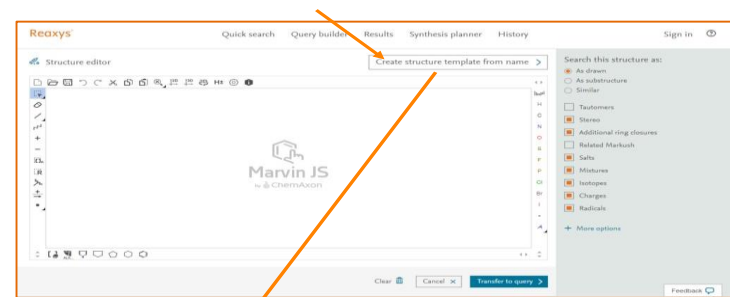 Reaxys
Quick search Query builder Results Synthesis planner History Sign in
Structure editor
Create structure template from name >
Search this structure as:
As drawn
As substructure
Similar
Tautomers
Stereo
Additional ring closures
Related Markush
Salts
Mixtures
Isotopes
Charges
Radicals
+ More options
H±
H
C
N
O
S
F
P
Cl
Br
I
Marvin JS
by ChemAxon
Clear
Cancel ×
Transfer to query >
Feedback